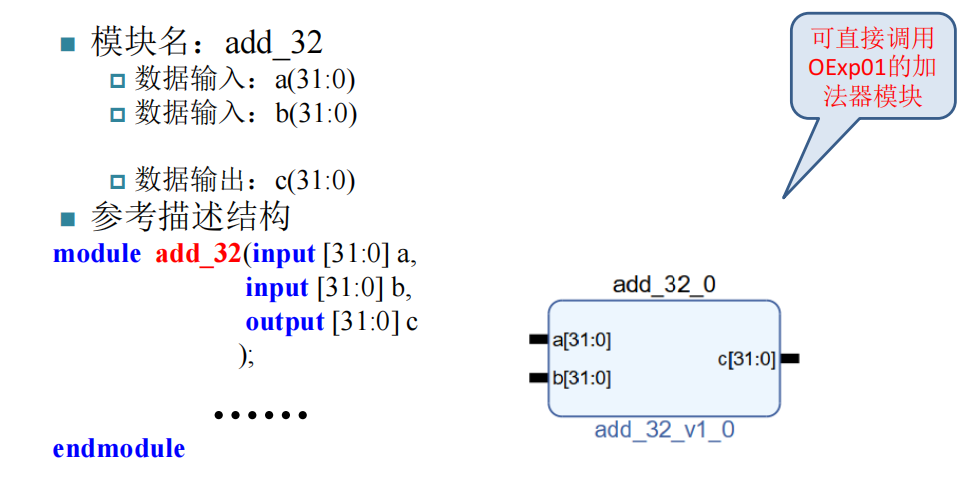 模块名：add_32
数据输入：a(31:0)
数据输入：b(31:0)
数据输出：c(31:0)
参考描述结构
module add_32(input [31:0] a,
input [31:0] b,
output [31:0] c
);
……
endmodule
可直接调用
OExp01的加
法器模块
add_32_0
a[31:0]
b[31:0]
c[31:0]
add_32_v1_0